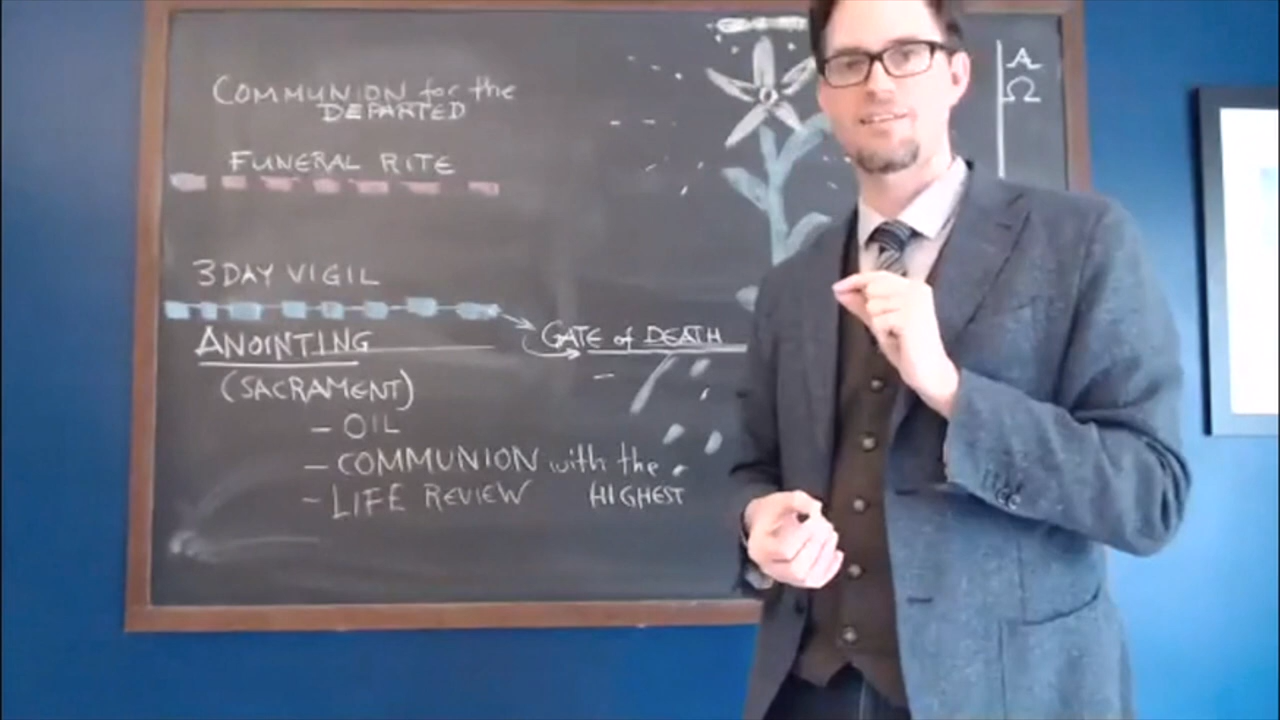 COMMUNION for the
DEPARTED
FUNERAL RITE
3 DAY VIGIL
ANOINTING
(SACRAMENT)
- OIL
- COMMUNION with the
HIGHEST
- LIFE REVIEW
GATE of DEATH
A
Ω